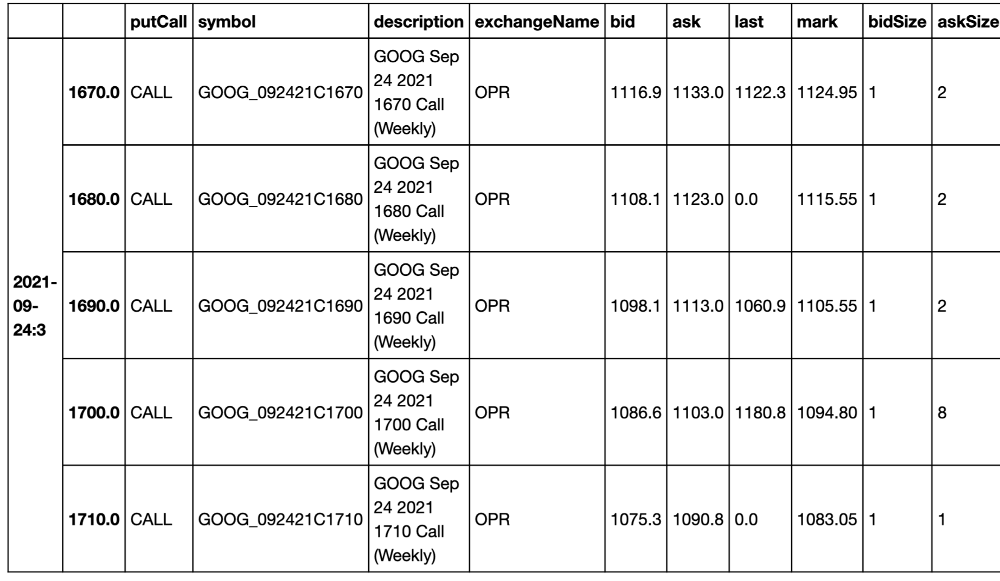 putCall symbol description exchangeName bid ask last mark bidSize askSize
2021-
09-
24:3
1670.0 CALL GOOG_092421C1670 GOOG Sep
24 2021
1670 Call
(Weekly) OPR 1116.9 1133.0 1122.3 1124.95 1 2
1680.0 CALL GOOG_092421C1680 GOOG Sep
24 2021
1680 Call
(Weekly) OPR 1108.1 1123.0 0.0 1115.55 1 2
1690.0 CALL GOOG_092421C1690 GOOG Sep
24 2021
1690 Call
(Weekly) OPR 1098.1 1113.0 1060.9 1105.55 1 2
1700.0 CALL GOOG_092421C1700 GOOG Sep
24 2021
1700 Call
(Weekly) OPR 1086.6 1103.0 1180.8 1094.80 1 8
1710.0 CALL GOOG_092421C1710 GOOG Sep
24 2021
1710 Call
(Weekly) OPR 1075.3 1090.8 0.0 1083.05 1 1